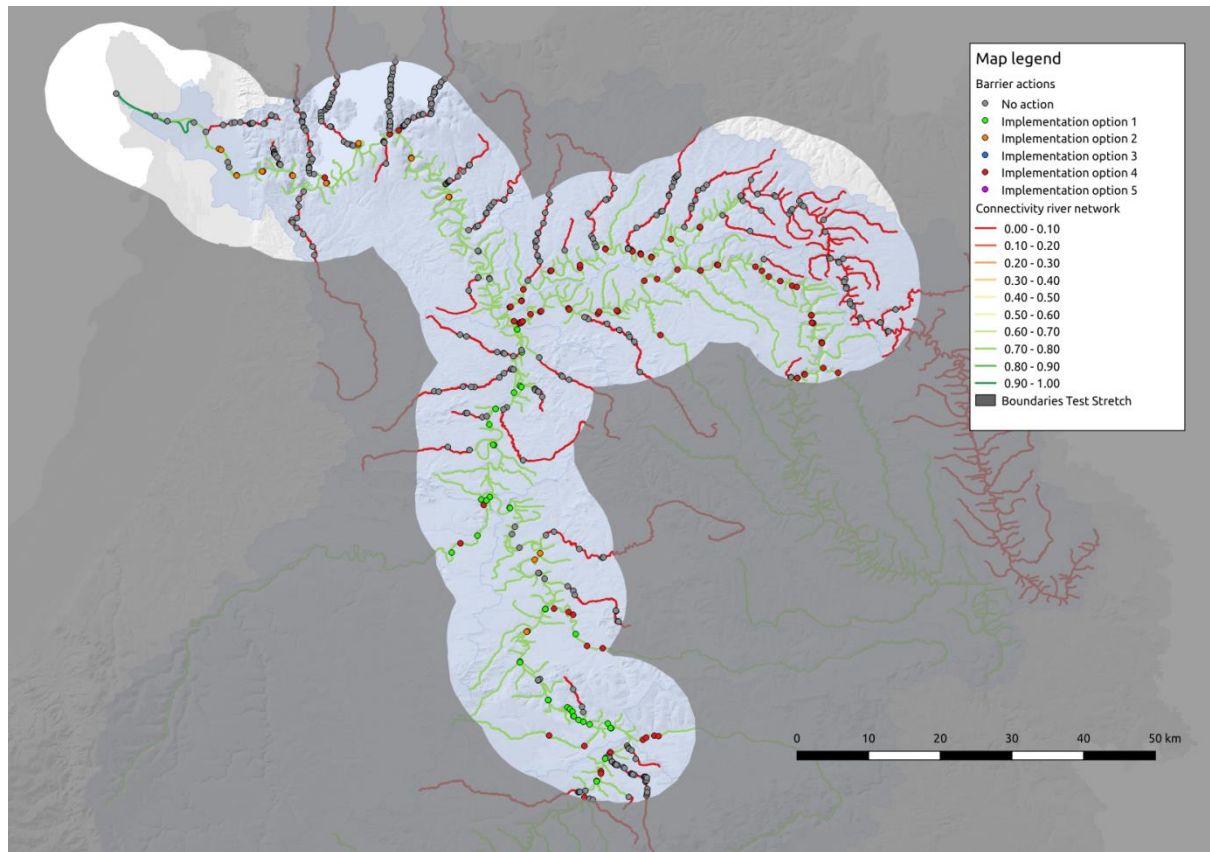 Map legend
Barrier actions
No action
Implementation option 1
Implementation option 2
Implementation option 3
Implementation option 4
Implementation option 5
Connectivity river network
0.00 - 0.10
0.10 - 0.20
0.20 - 0.30
0.30 - 0.40
0.40 - 0.50
0.50 - 0.60
0.60 - 0.70
0.70 - 0.80
0.80 - 0.90
0.90 - 1.00
Boundaries Test Stretch
0 10 20 30 40 50 km